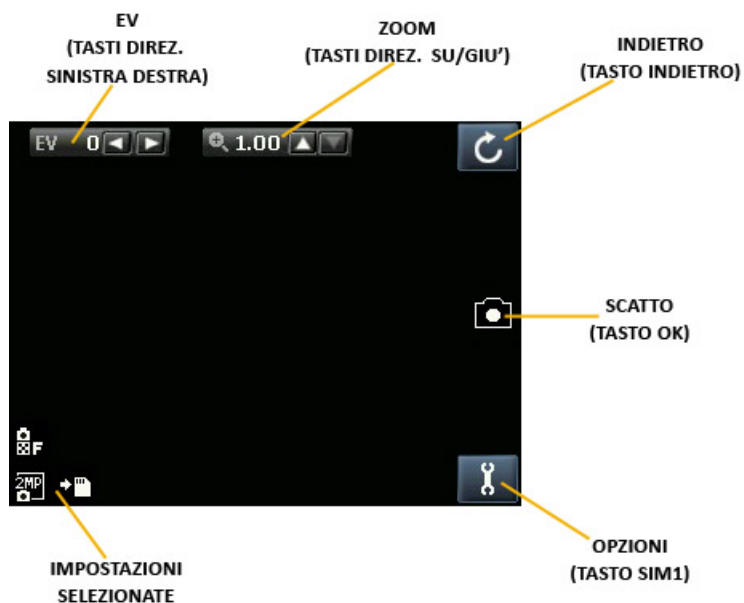 EV
(TASTI DIREZ.
SINISTRA DESTRA)
ZOOM
(TASTI DIREZ. SU/GIU')
INDIETRO
(TASTO INDIETRO)
EV 0
1.00
SCATTO
(TASTO OK)
F
2MP
OPZIONI
(TASTO SIM1)
IMPOSTAZIONI
SELEZIONATE